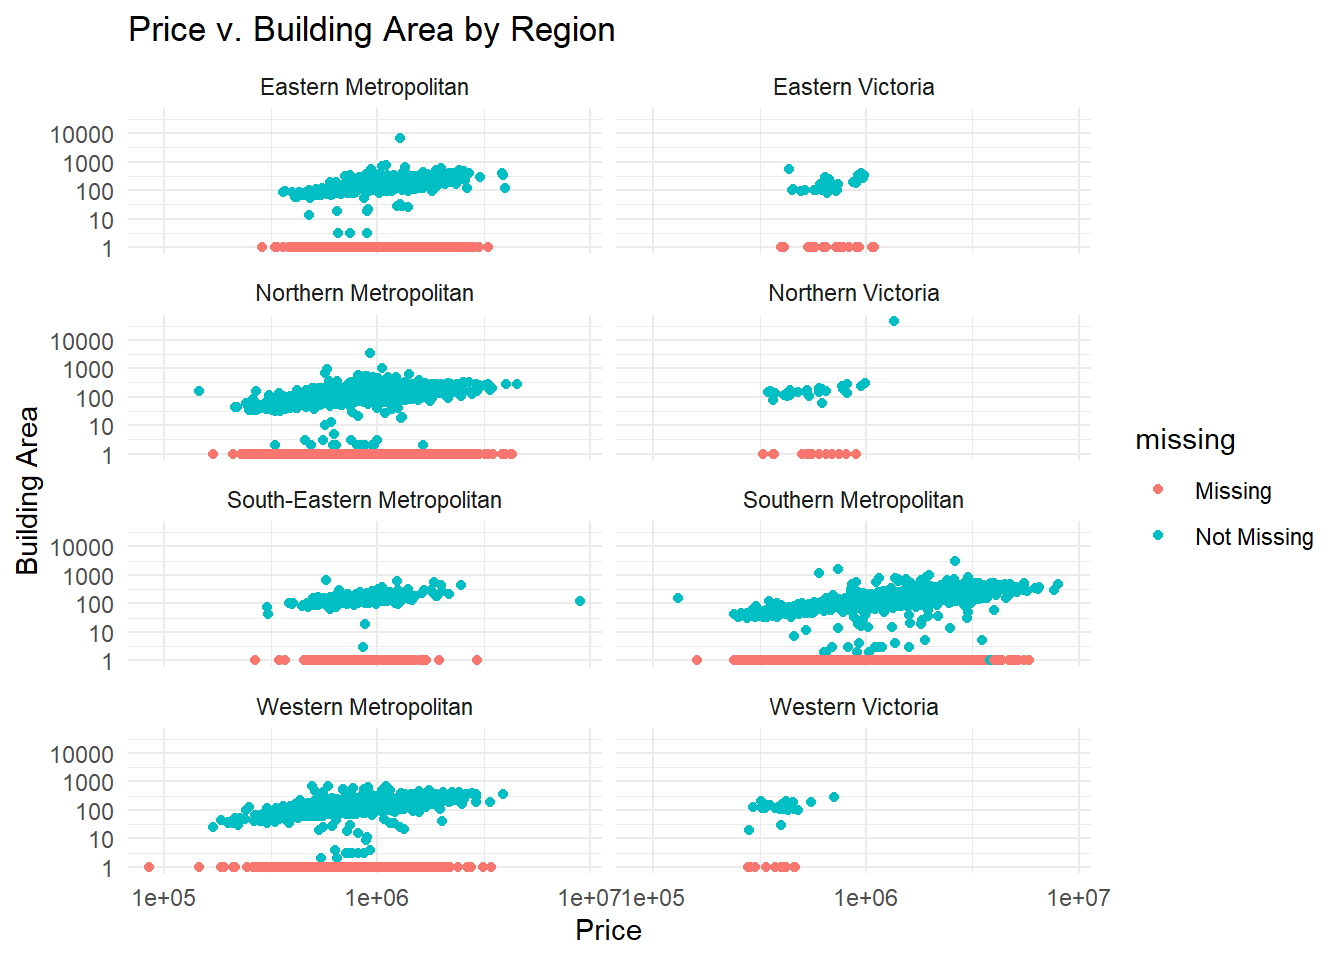 Price v. Building Area by Region
Eastern Metropolitan
Eastern Victoria
10000
1000
100
10
1
Northern Metropolitan
Northern Victoria
10000
1000
100
10
1
South-Eastern Metropolitan
Southern Metropolitan
10000
1000
100
10
1
Western Metropolitan
Western Victoria
10000
1000
100
10
1
1e+05
1e+06
1e+07
1e+05
1e+06
1e+07
Price
Building Area
missing
Missing
Not Missing